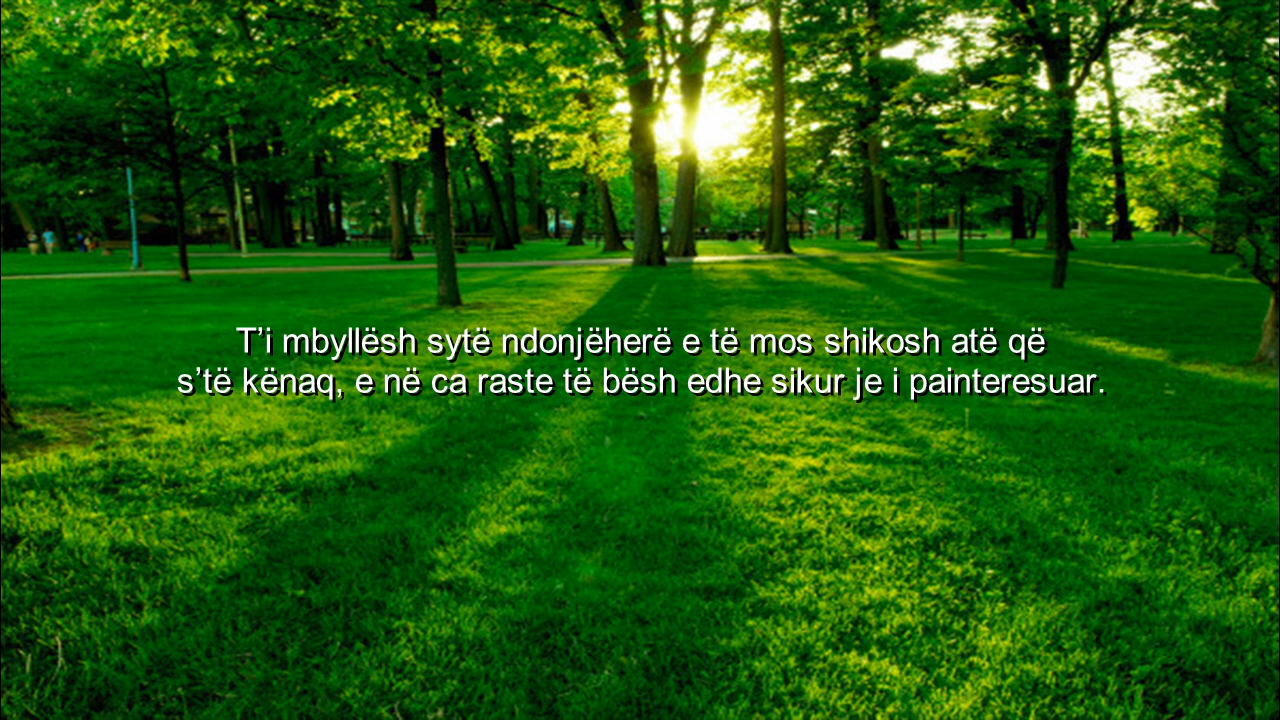 T’i mbyllësh sytë ndonjëherë e të mos shikosh atë që
s’të kënaq, e në ca raste të bësh edhe sikur je i painteresuar.